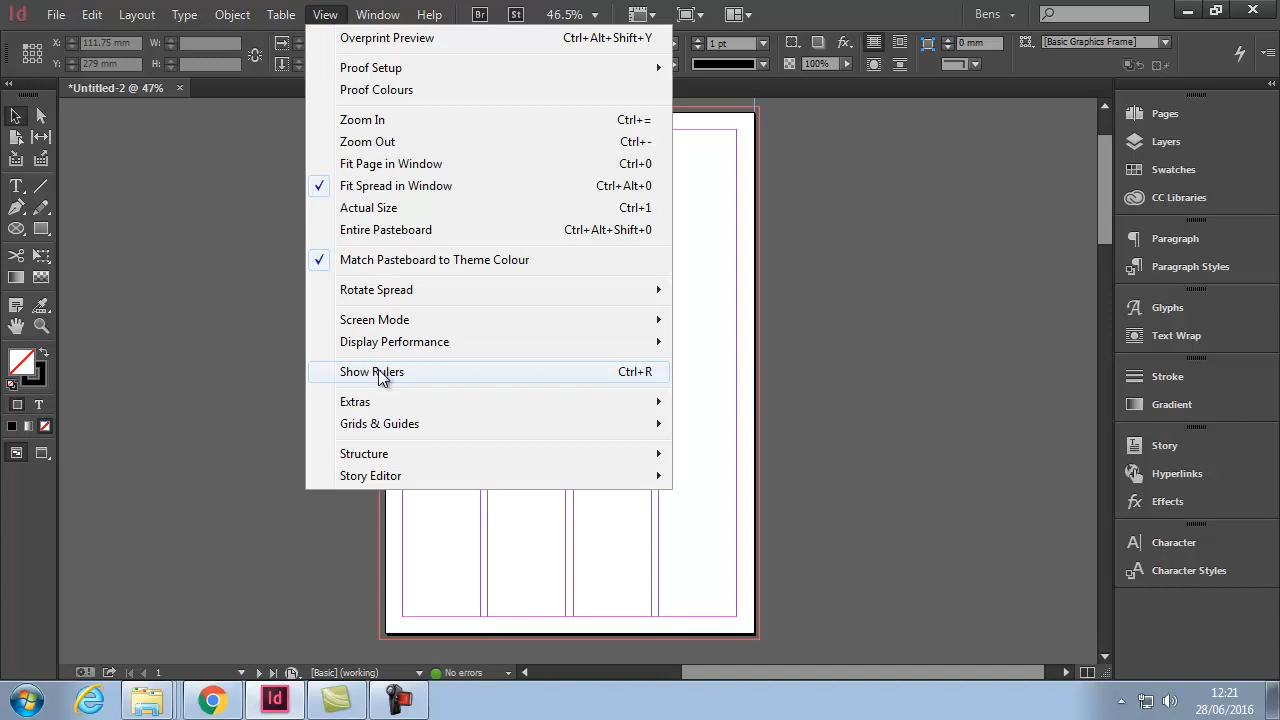 Id File Edit Layout Type Object Table View Window Help Br St 46.5% Bens
X: 111.75 mm W: 1 pt fx. 0 mm [Basic Graphics Frame]
Y: 279 mm H: 100%
*Untitled-2 @ 47% ×
Overprint Preview Ctrl+Alt+Shift+Y
Proof Setup
Proof Colours
Zoom In Ctrl+=
Zoom Out Ctrl+-
Fit Page in Window Ctrl+0
Fit Spread in Window Ctrl+Alt+0
Actual Size Ctrl+1
Entire Pasteboard Ctrl+Alt+Shift+0
Match Pasteboard to Theme Colour
Rotate Spread
Screen Mode
Display Performance
Show Rulers Ctrl+R
Extras
Grids & Guides
Structure
Story Editor
Pages
Layers
Swatches
CC Libraries
Paragraph
Paragraph Styles
Glyphs
Text Wrap
Stroke
Gradient
Story
Hyperlinks
Effects
Character
Character Styles
1 [Basic] (working) No errors
Id
12:21
28/06/2016